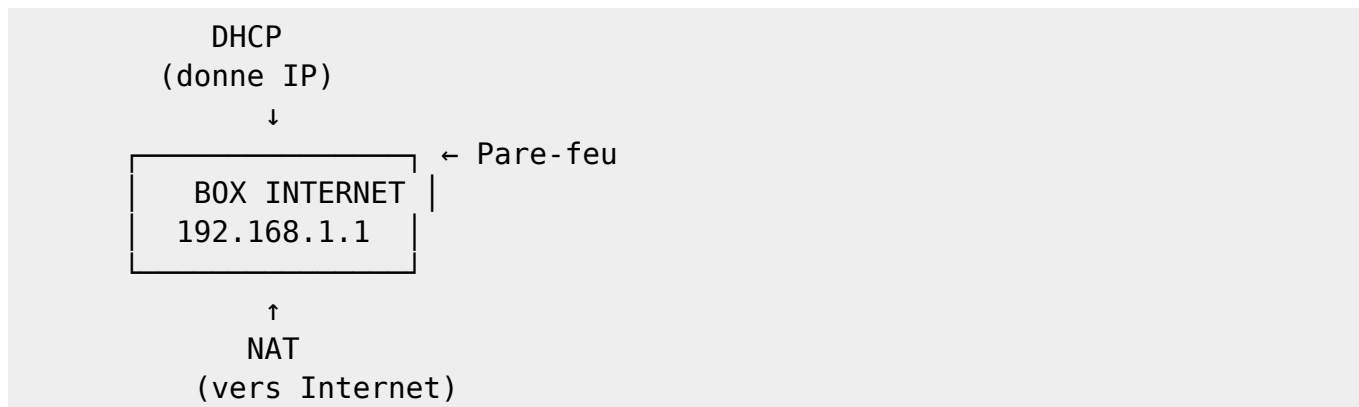 DHCP
(donne IP)
↓
┌────────────────┐ ← Pare-feu
│   BOX INTERNET │
│  192.168.1.1   │
└────────────────┘
↑
NAT
(vers Internet)